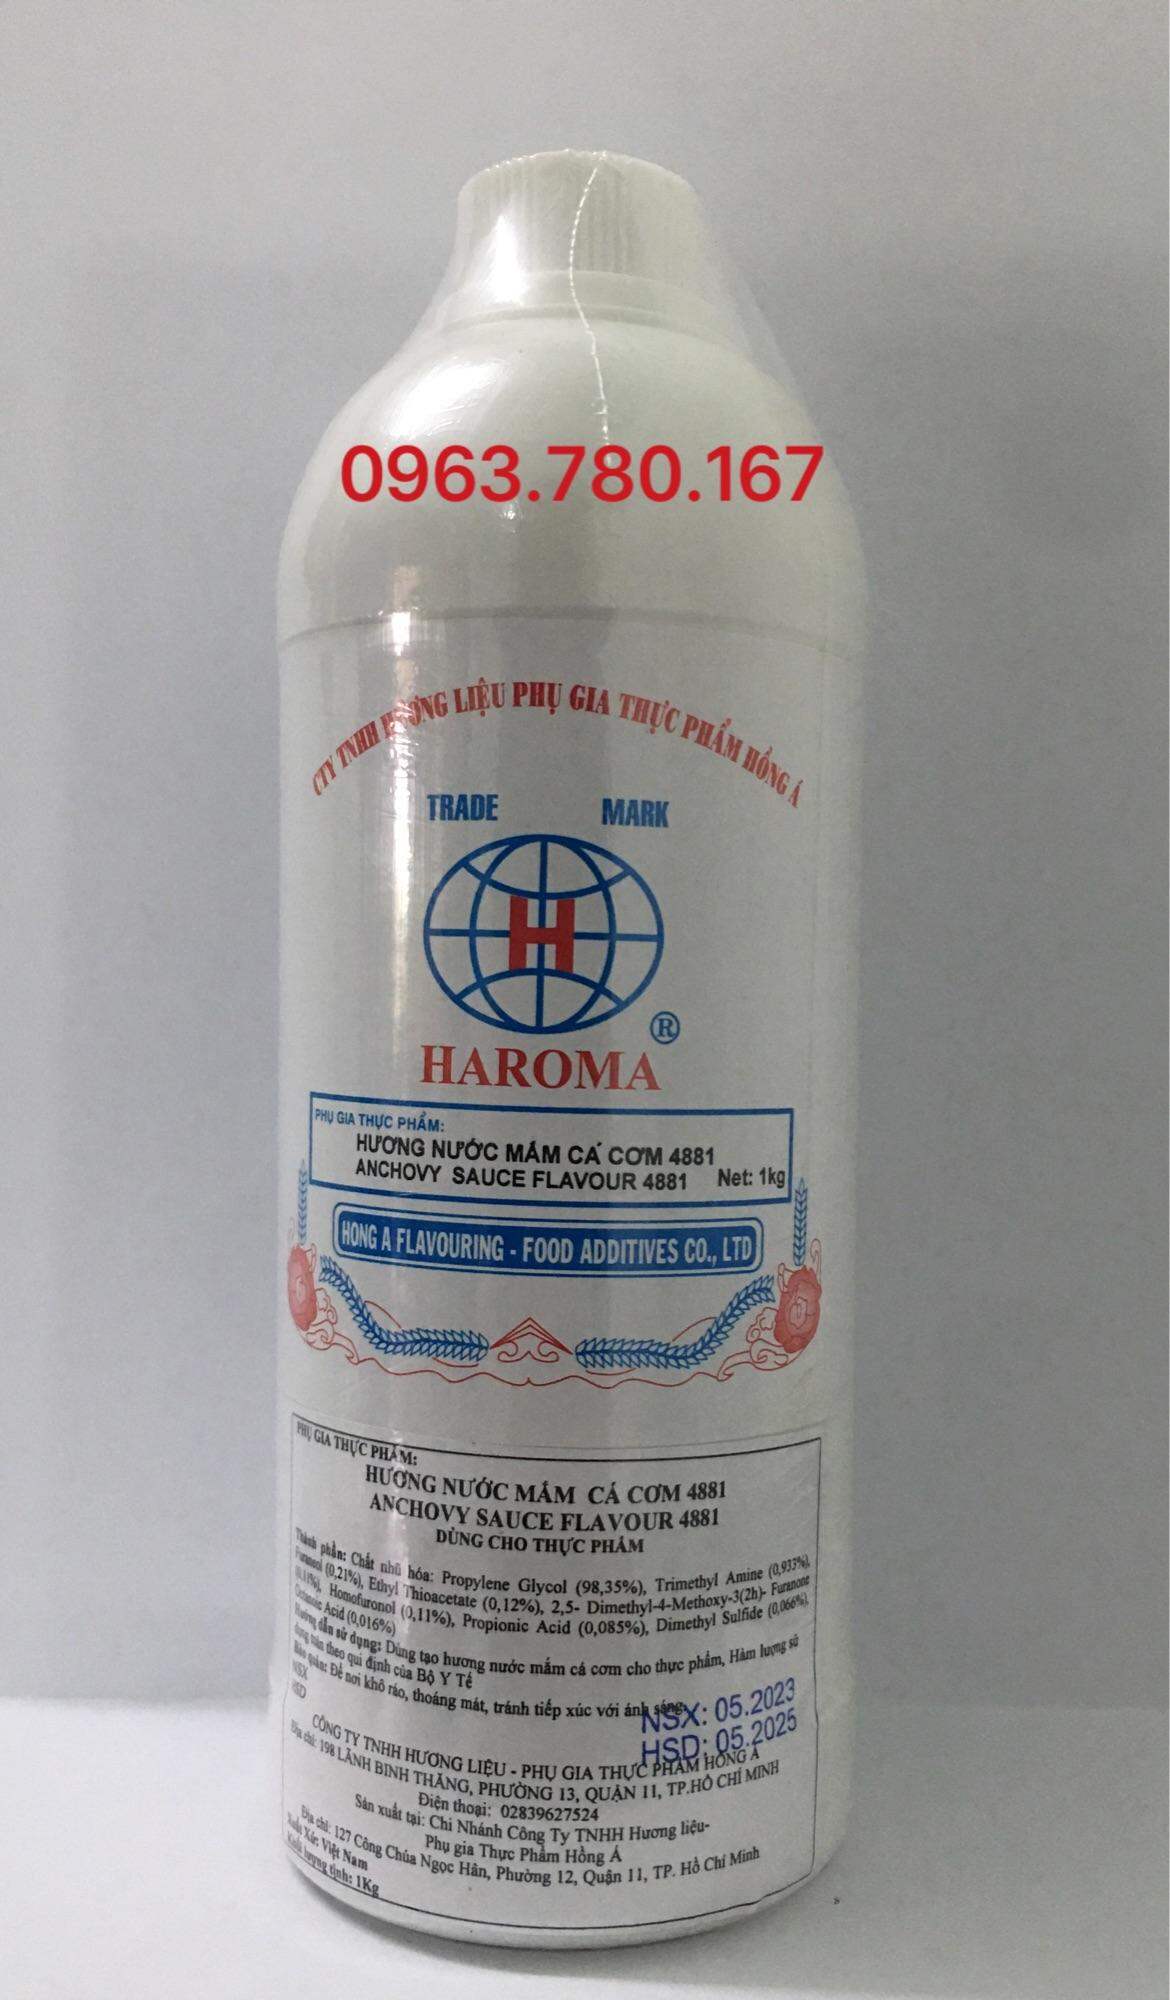 0963.780.167
CTY TNHH HƯƠNG LIỆU PHỤ GIA THỰC PHẨM HỒNG Á
TRADE MARK
H
®
HAROMA
PHỤ GIA THỰC PHẨM:
HƯƠNG NƯỚC MẮM CÁ CƠM 4881
ANCHOVY SAUCE FLAVOUR 4881 Net: 1kg
HONG A FLAVOURING - FOOD ADDITIVES CO., LTD
PHỤ GIA THỰC PHẨM:
HƯƠNG NƯỚC MẮM CÁ CƠM 4881
ANCHOVY SAUCE FLAVOUR 4881
DÙNG CHO THỰC PHẨM
Thành phần: Chất nhũ hóa: Propylene Glycol (98,35%), Trimethyl Amine (0,933%),
Furaneol (0,21%), Ethyl Thioacetate (0,12%), 2,5- Dimethyl-4-Methoxy-3(2h)- Furanone
(0,11%), Homofuronol (0,11%), Propionic Acid (0,085%), Dimethyl Sulfide (0,066%),
Octanoic Acid (0,016%)
Hướng dẫn sử dụng: Dùng tạo hương nước mắm cá cơm cho thực phẩm, Hàm lượng sử
dụng tuân theo qui định của Bộ Y Tế
Bảo quản: Để nơi khô ráo, thoáng mát, tránh tiếp xúc với ánh sáng.
NSX
HSD
NSX: 05.2023
HSD: 05.2025
CÔNG TY TNHH HƯƠNG LIỆU - PHỤ GIA THỰC PHẨM HỒNG Á
Địa chỉ: 198 LÃNH BINH THĂNG, PHƯỜNG 13, QUẬN 11, TP.HỒ CHÍ MINH
Điện thoại: 02839627524
Sản xuất tại: Chi Nhánh Công Ty TNHH Hương liệu-
Phụ gia Thực Phẩm Hồng Á
Địa chỉ: 127 Công Chúa Ngọc Hân, Phường 12, Quận 11, TP. Hồ Chí Minh
Xuất Xứ: Việt Nam
Khối lượng tịnh: 1Kg